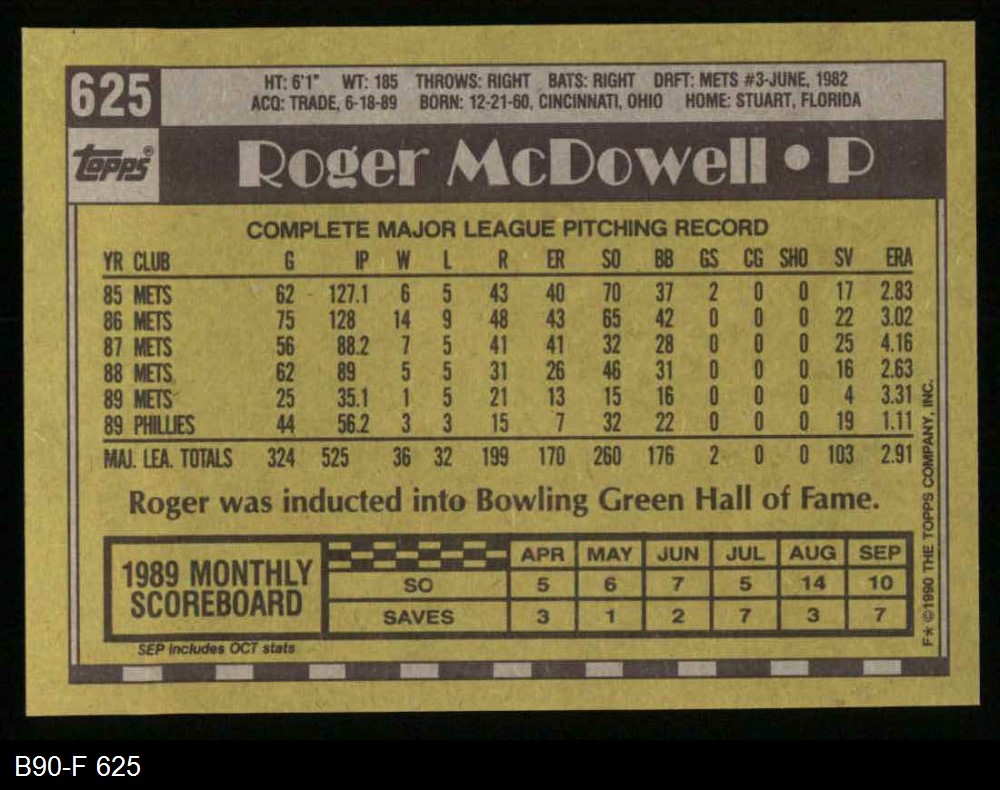 625
HT: 6'1" WT: 185 THROWS: RIGHT BATS: RIGHT DRFT: METS #3-JUNE, 1982
ACQ: TRADE, 6-18-89 BORN: 12-21-60, CINCINNATI, OHIO HOME: STUART, FLORIDA
topps®
Roger McDowell • P
COMPLETE MAJOR LEAGUE PITCHING RECORD
YR CLUB G IP W L R ER SO BB GS CG SHO SV ERA
85 METS 62 127.1 6 5 43 40 70 37 2 0 0 17 2.83
86 METS 75 128 14 9 48 43 65 42 0 0 0 22 3.02
87 METS 56 88.2 7 5 41 41 32 28 0 0 0 25 4.16
88 METS 62 89 5 5 31 26 46 31 0 0 0 16 2.63
89 METS 25 35.1 1 5 21 13 15 16 0 0 0 4 3.31
89 PHILLIES 44 56.2 3 3 15 7 32 22 0 0 0 19 1.11
MAJ. LEA. TOTALS 324 525 36 32 199 170 260 176 2 0 0 103 2.91
Roger was inducted into Bowling Green Hall of Fame.
1989 MONTHLY
SCOREBOARD
APR MAY JUN JUL AUG SEP
SO 5 6 7 5 14 10
SAVES 3 1 2 7 3 7
SEP includes OCT stats
F* ©1990 THE TOPPS COMPANY, INC.
B90-F 625